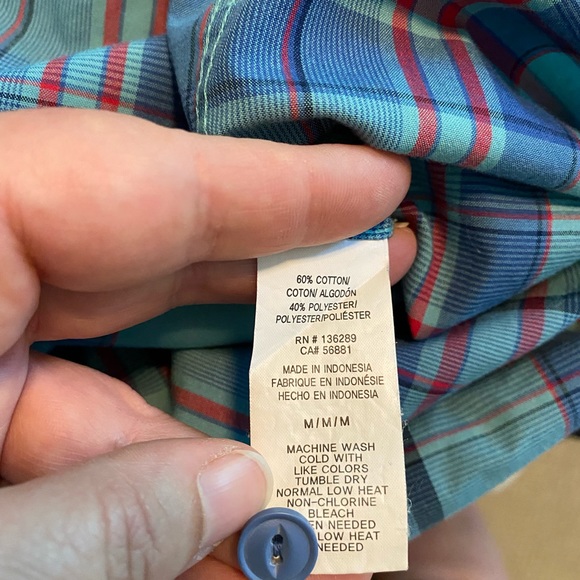 60% COTTON/
COTON/ ALGODÓN
40% POLYESTER/
POLYESTER/POLIÉSTER
RN # 136289
CA# 56881
MADE IN INDONESIA
FABRIQUE EN INDONÉSIE
HECHO EN INDONESIA
M/M/M
MACHINE WASH
COLD WITH
LIKE COLORS
TUMBLE DRY
NORMAL LOW HEAT
NON-CHLORINE
BLEACH
NEEDED
LOW HEAT
NEEDED